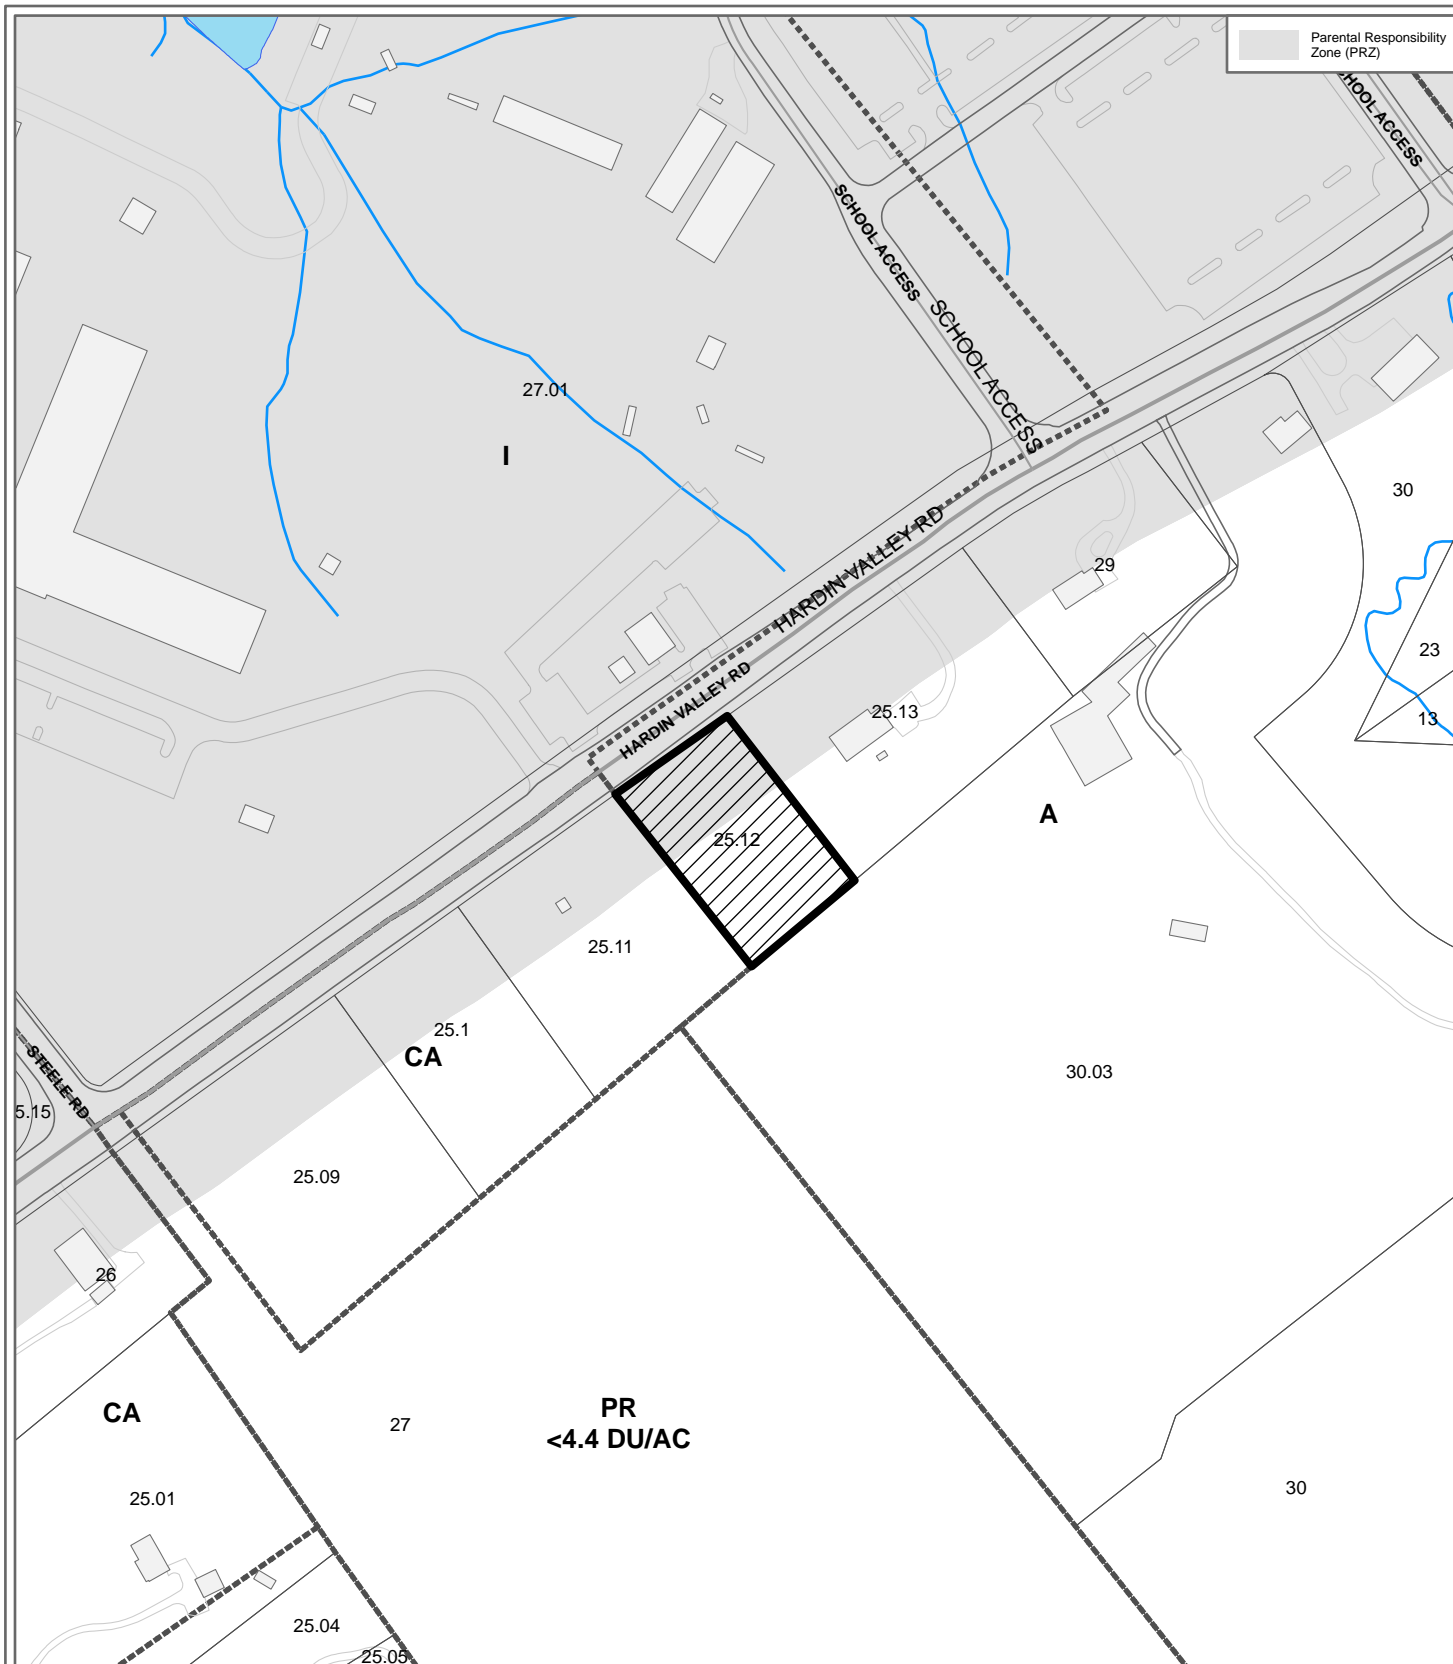 Parental Responsibility
Zone (PRZ)
SCHOOL ACCESS
SCHOOL ACCESS
SCHOOL ACCESS
27.01
I
30
HARDIN VALLEY RD
29
23
HARDIN VALLEY RD
25.13
13
A
25.12
25.11
25.1
CA
30.03
STEELE RD
5.15
25.09
26
CA
27
PR
<4.4 DU/AC
25.01
30
25.04
25.05